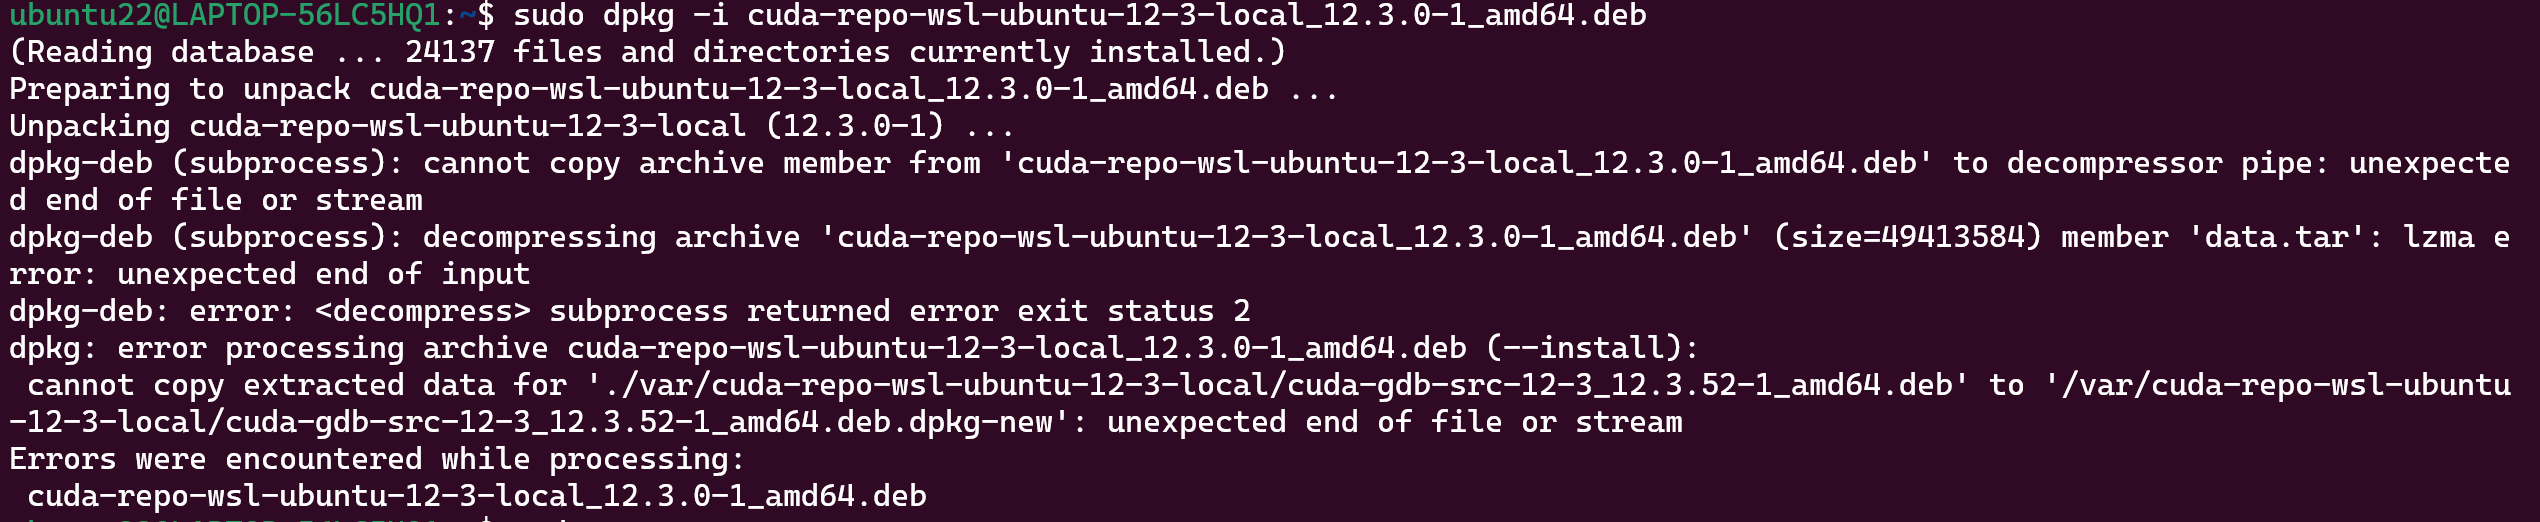 ubuntu22@LAPTOP-56LC5HQ1:~$ sudo dpkg -i cuda-repo-wsl-ubuntu-12-3-local_12.3.0-1_amd64.deb
(Reading database ... 24137 files and directories currently installed.)
Preparing to unpack cuda-repo-wsl-ubuntu-12-3-local_12.3.0-1_amd64.deb ...
Unpacking cuda-repo-wsl-ubuntu-12-3-local (12.3.0-1) ...
dpkg-deb (subprocess): cannot copy archive member from 'cuda-repo-wsl-ubuntu-12-3-local_12.3.0-1_amd64.deb' to decompressor pipe: unexpecte
d end of file or stream
dpkg-deb (subprocess): decompressing archive 'cuda-repo-wsl-ubuntu-12-3-local_12.3.0-1_amd64.deb' (size=49413584) member 'data.tar': lzma e
rror: unexpected end of input
dpkg-deb: error: <decompress> subprocess returned error exit status 2
dpkg: error processing archive cuda-repo-wsl-ubuntu-12-3-local_12.3.0-1_amd64.deb (--install):
 cannot copy extracted data for './var/cuda-repo-wsl-ubuntu-12-3-local/cuda-gdb-src-12-3_12.3.52-1_amd64.deb' to '/var/cuda-repo-wsl-ubuntu
-12-3-local/cuda-gdb-src-12-3_12.3.52-1_amd64.deb.dpkg-new': unexpected end of file or stream
Errors were encountered while processing:
 cuda-repo-wsl-ubuntu-12-3-local_12.3.0-1_amd64.deb